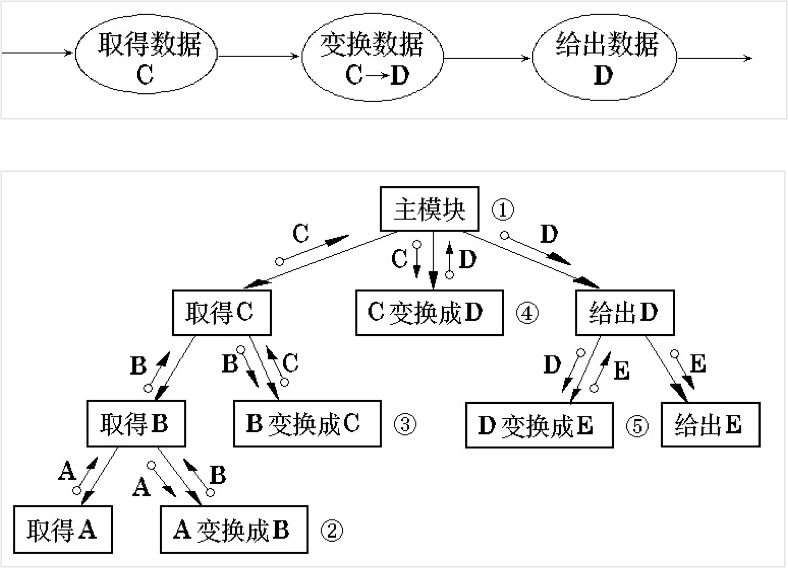 取得数据
C
变换数据
C→D
给出数据
D
主模块 ①
C
C
D
D
取得C
C变换成D ④
给出D
B
B
C
D
E
E
取得B
B变换成C ③
D变换成E ⑤
给出E
A
A
B
取得A
A变换成B ②